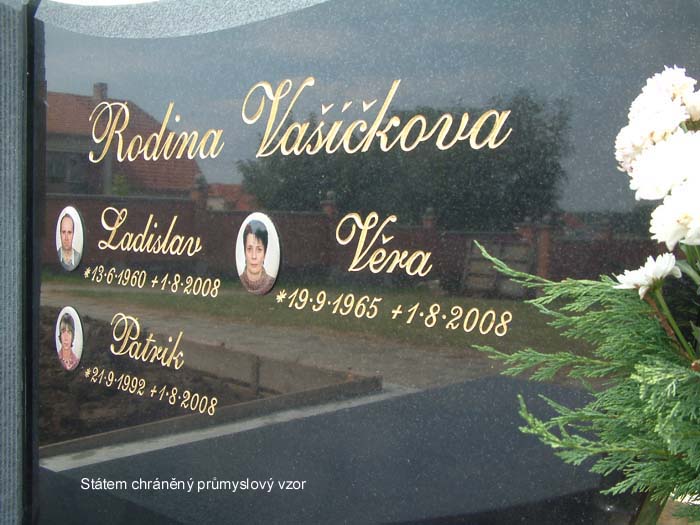 Rodina Vašíčkova
Ladislav
*13·6·1960 +1·8·2008
Věra
*19·9·1965 +1·8·2008
Patrik
*21·9·1992 +1·8·2008
Státem chráněný průmyslový vzor